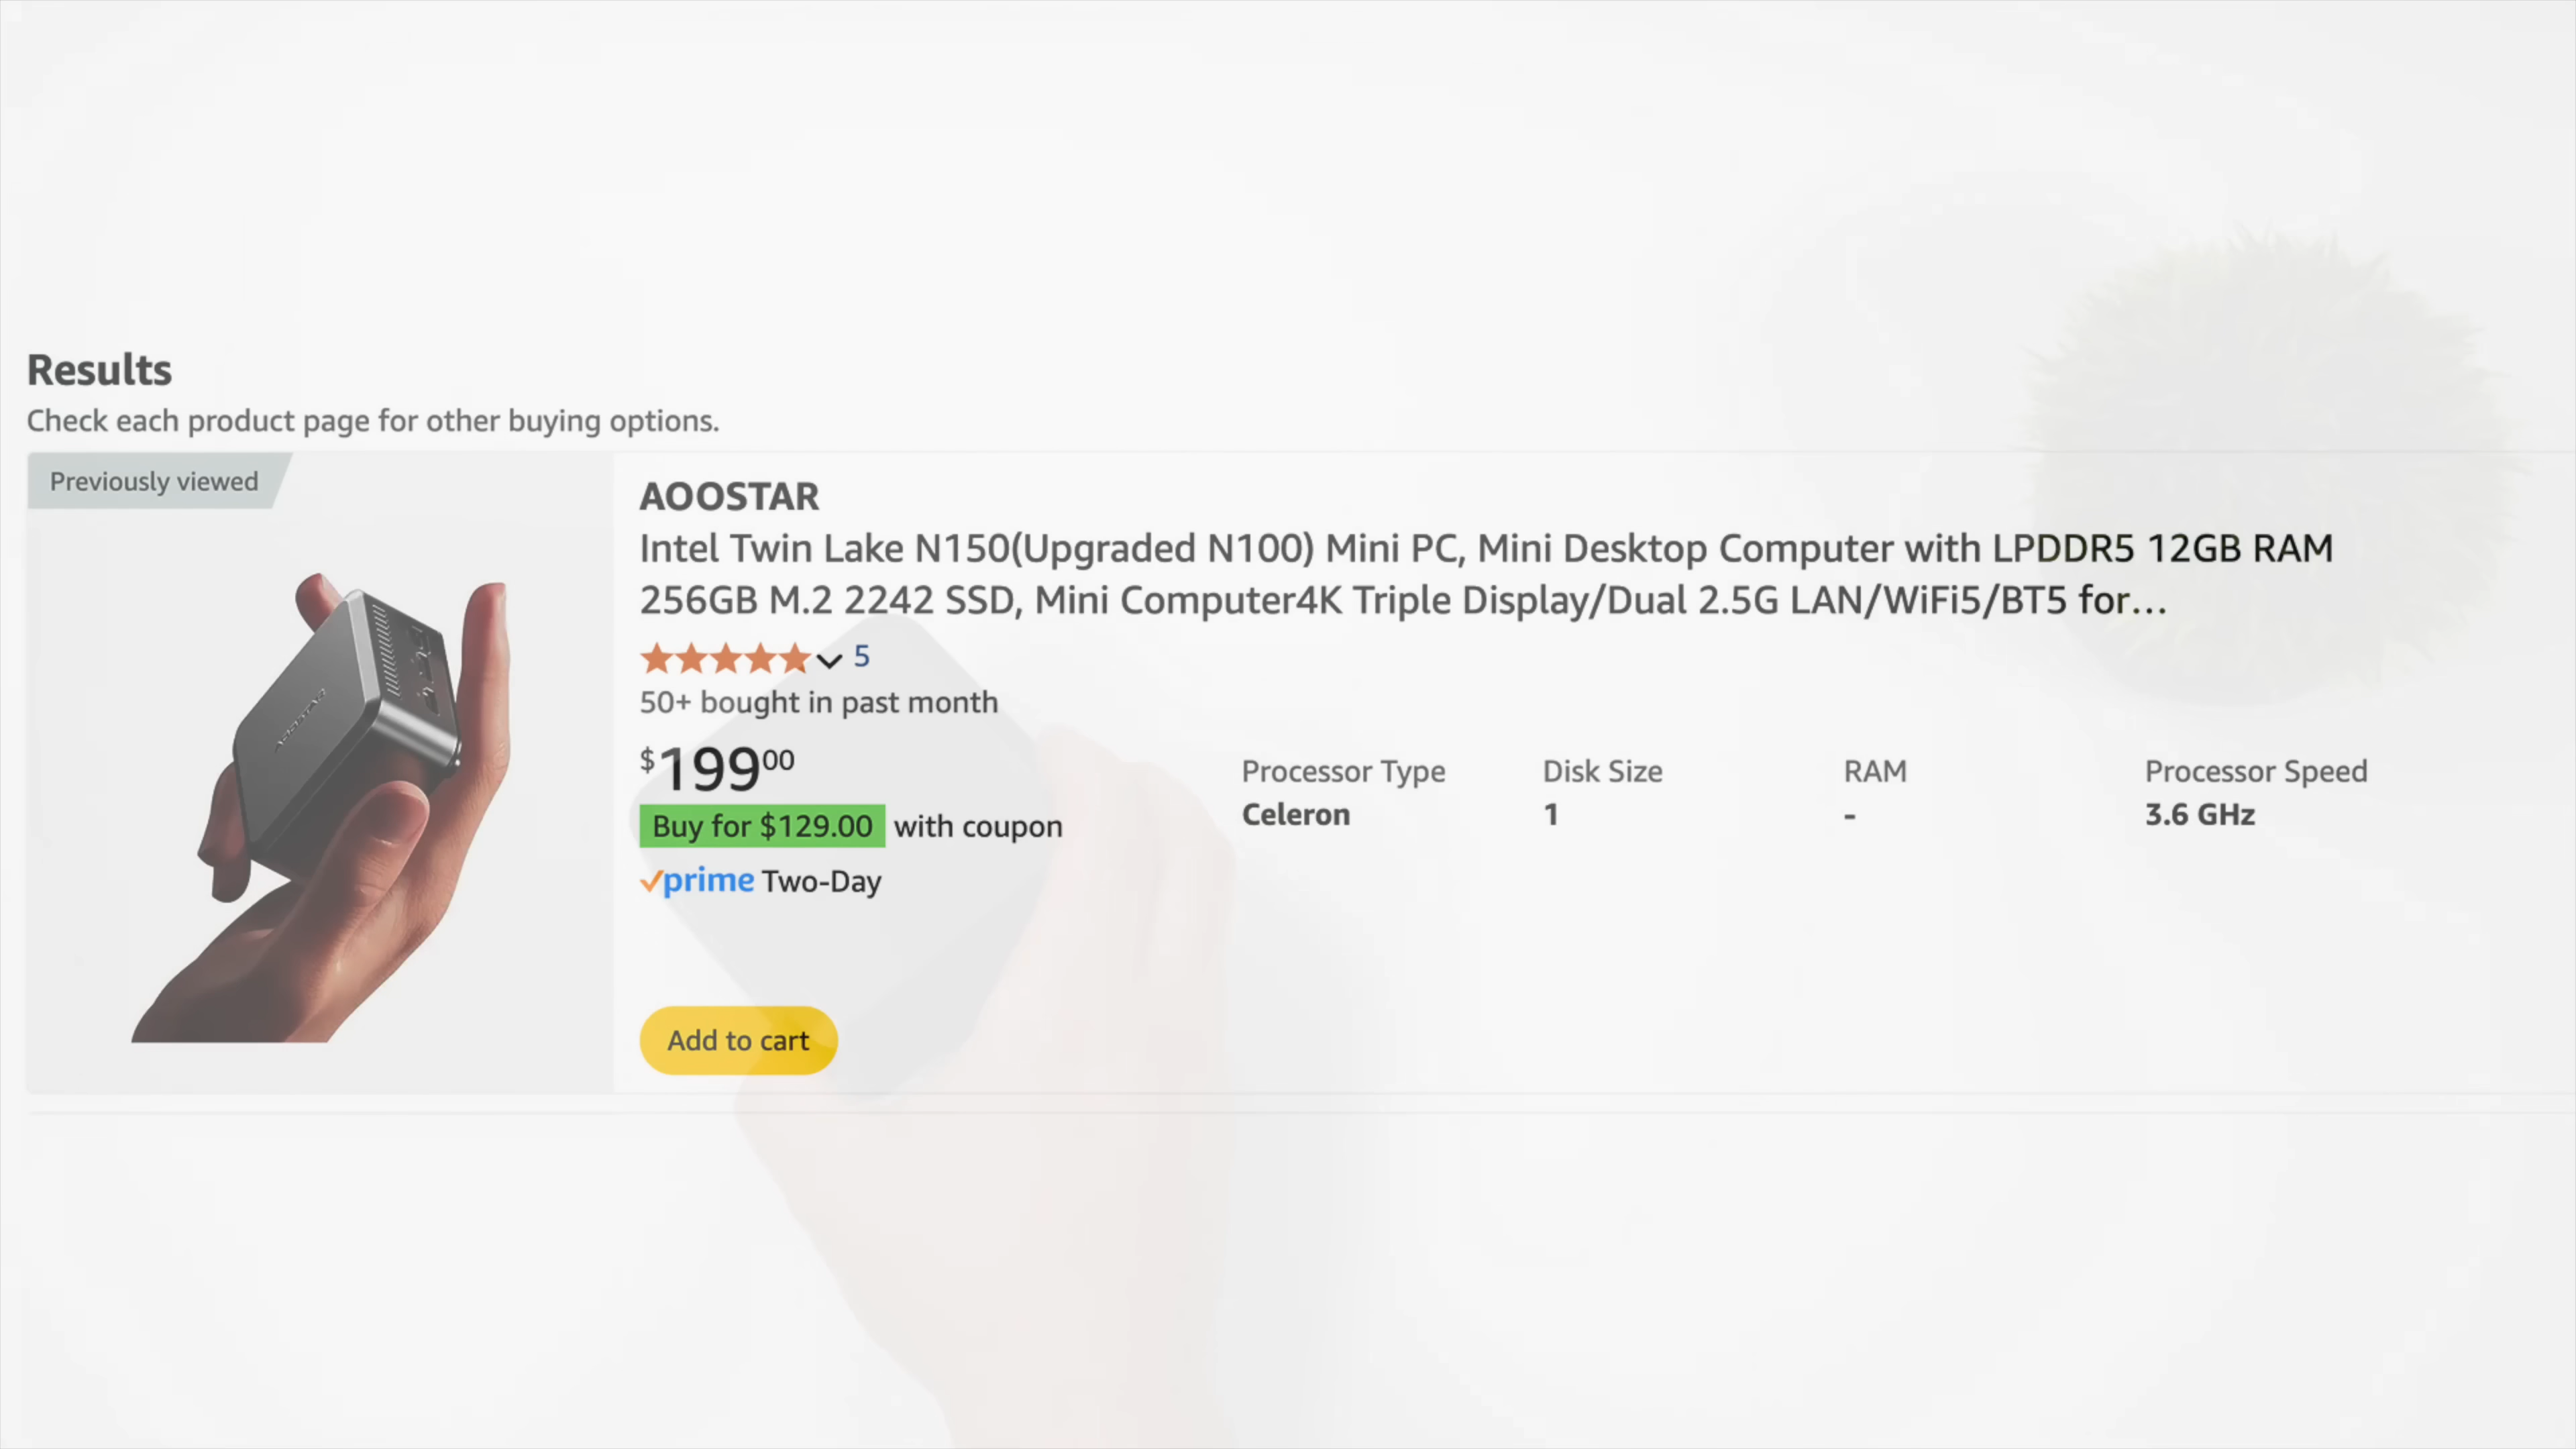 Results
Check each product page for other buying options.
Previously viewed
AOOSTAR
AOOSTAR
Intel Twin Lake N150(Upgraded N100) Mini PC, Mini Desktop Computer with LPDDR5 12GB RAM
256GB M.2 2242 SSD, Mini Computer4K Triple Display/Dual 2.5G LAN/WiFi5/BT5 for…
5
50+ bought in past month
$19900
Buy for $129.00 with coupon
prime Two-Day
Processor Type
Celeron
Disk Size
1
RAM
-
Processor Speed
3.6 GHz
Add to cart